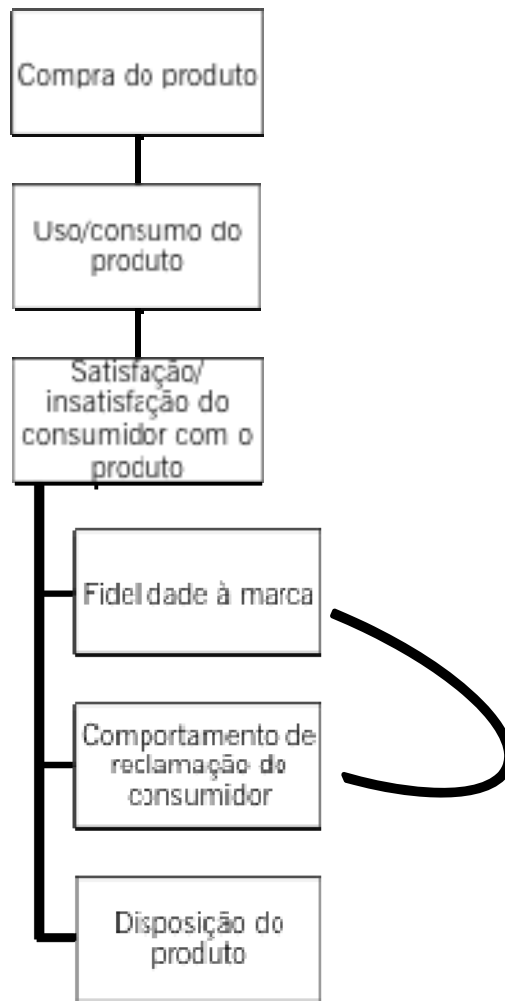 Compra do produto
Uso/consumo do
produto
Satisfação/
insatisfação do
consumidor com o
produto
Fidelidade à marca
Comportamento de
reclamação do
consumidor
Disposição do
produto